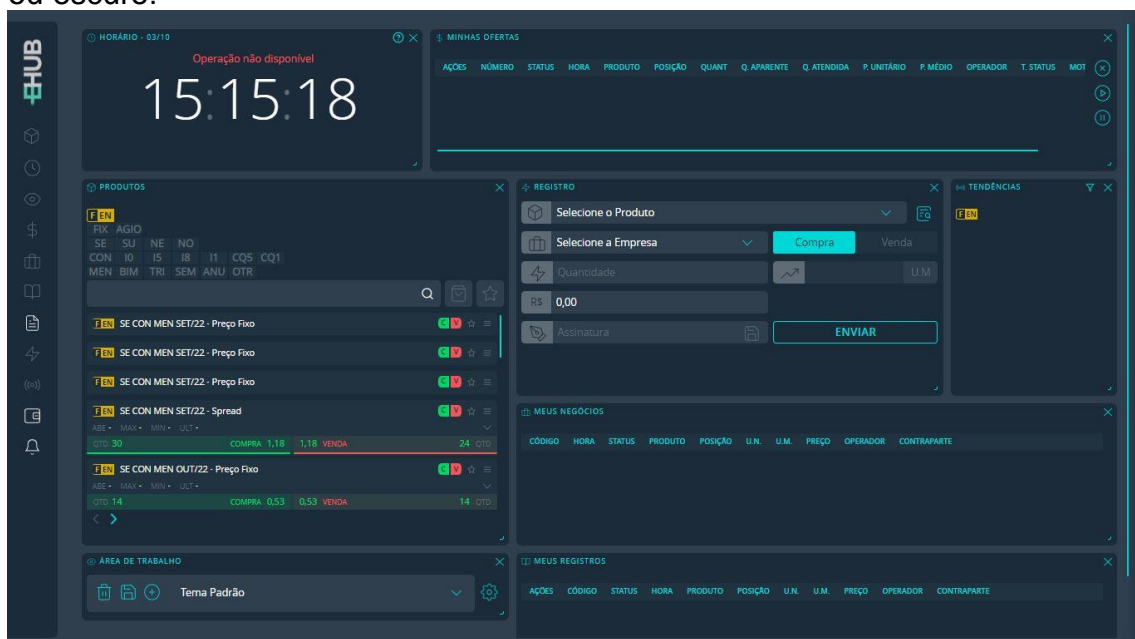 ou escuro.
EHUB
HORÁRIO - 03/10
Operação não disponível
15:15:18
MINHAS OFERTAS
AÇÕES NÚMERO STATUS HORA PRODUTO POSIÇÃO QUANT Q. APARENTE Q. ATENDIDA P. UNITÁRIO P. MÉDIO OPERADOR T. STATUS MOT
PRODUTOS
F EN
FIX AGIO
SE SU NE NO
CON I0 I5 I8 I1 CQ5 CQ1
MEN BIM TRI SEM ANU OTR
F EN SE CON MEN SET/22 - Preço Fixo C V
F EN SE CON MEN SET/22 - Preço Fixo C V
F EN SE CON MEN SET/22 - Preço Fixo C V
F EN SE CON MEN SET/22 - Spread C V
ABE - MAX - MIN - ULT -
QTD 30 COMPRA 1,18 1,18 VENDA 24 QTD
F EN SE CON MEN OUT/22 - Preço Fixo C V
ABE - MAX - MIN - ULT -
QTD 14 COMPRA 0,53 0,53 VENDA 14 QTD
REGISTRO
Selecione o Produto
Selecione a Empresa
Compra Venda
Quantidade
U.M
R$ 0,00
Assinatura
ENVIAR
TENDÊNCIAS
F EN
MEUS NEGÓCIOS
CÓDIGO HORA STATUS PRODUTO POSIÇÃO U.N. U.M. PREÇO OPERADOR CONTRAPARTE
ÁREA DE TRABALHO
Tema Padrão
MEUS REGISTROS
AÇÕES CÓDIGO STATUS HORA PRODUTO POSIÇÃO U.N. U.M. PREÇO OPERADOR CONTRAPARTE